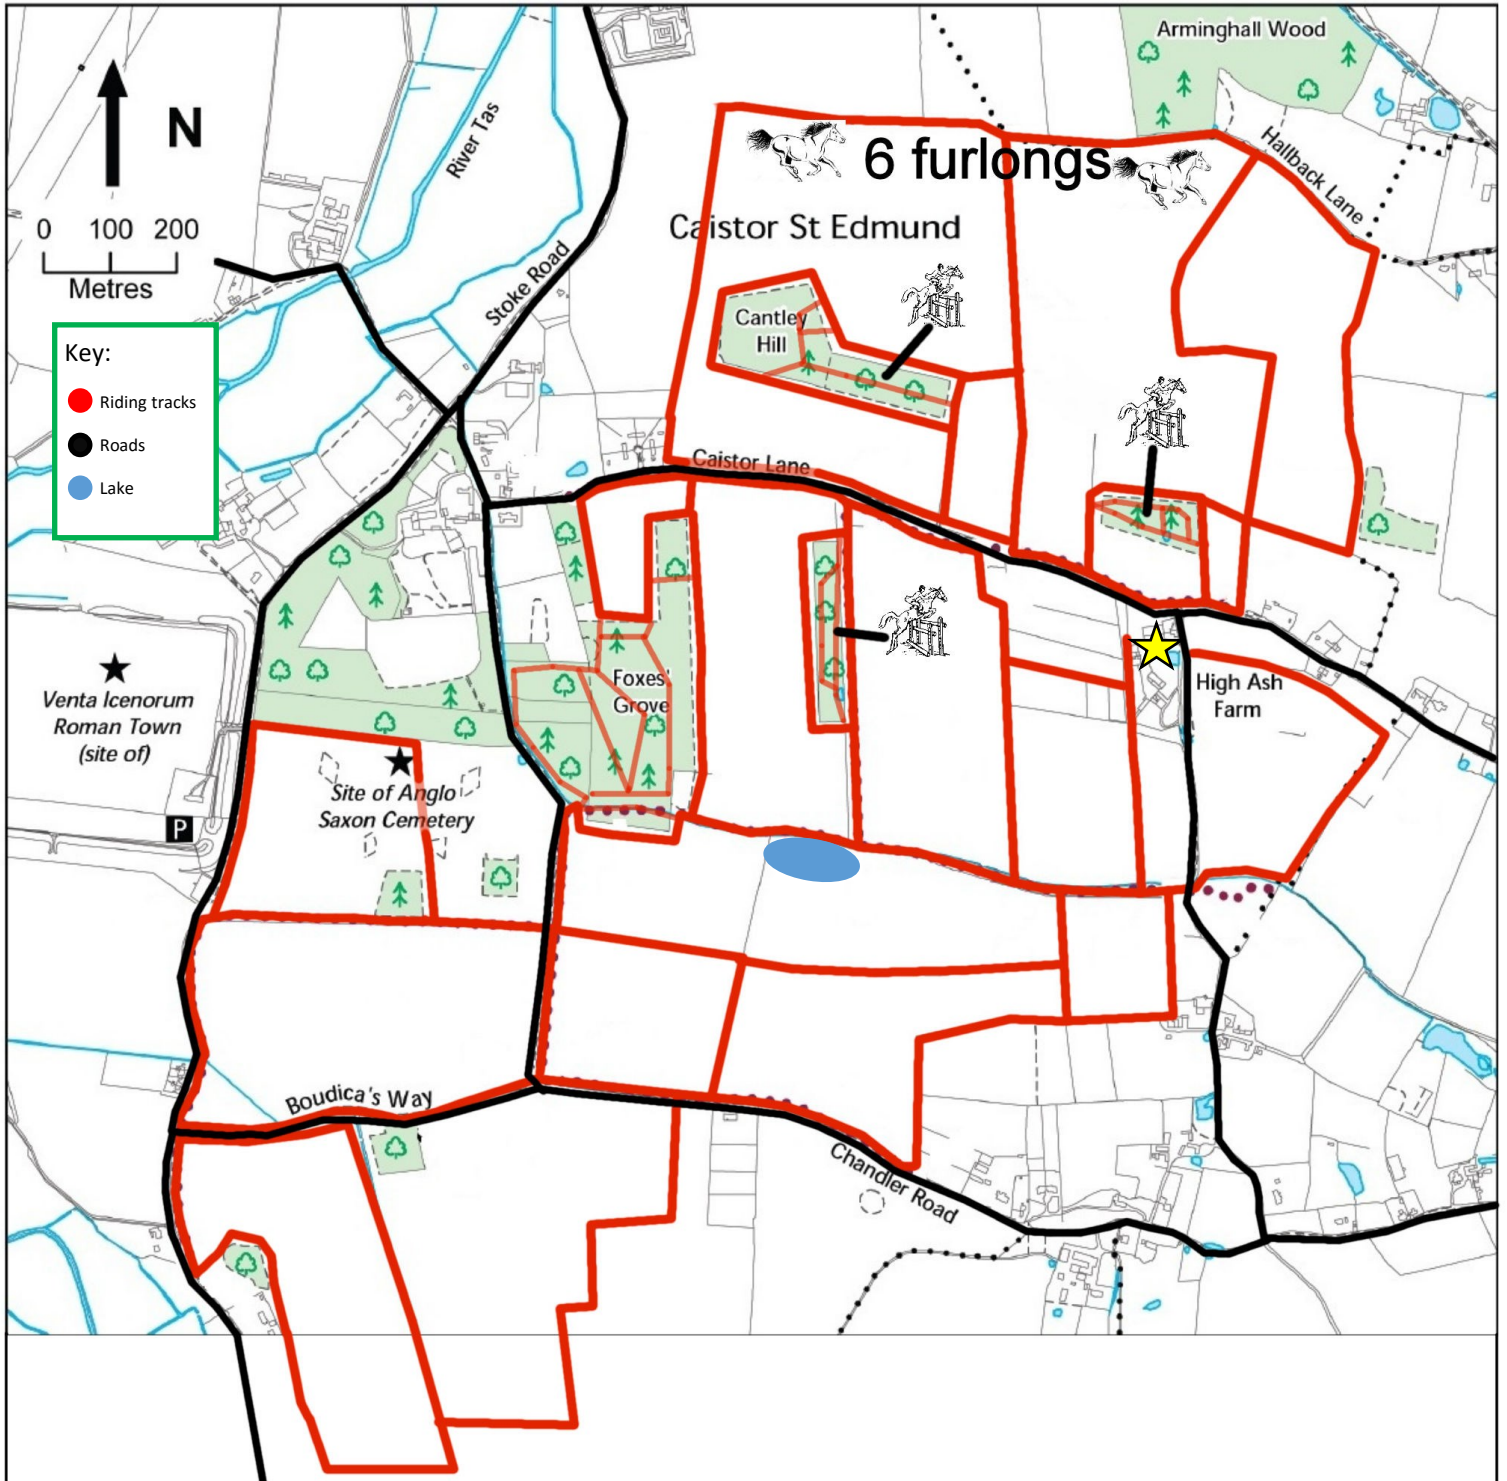 Arminghall Wood
N
River Tas
Hallback Lane
6 furlongs
0 100 200
Metres
Caistor St Edmund
Stoke Road
Key:
Riding tracks
Roads
Lake
Cantley
Hill
Caistor Lane
Venta Icenorum
Roman Town
(site of)
Foxes'
Grove
High Ash
Farm
Site of Anglo
Saxon Cemetery
P
Boudica's Way
Chandler Road